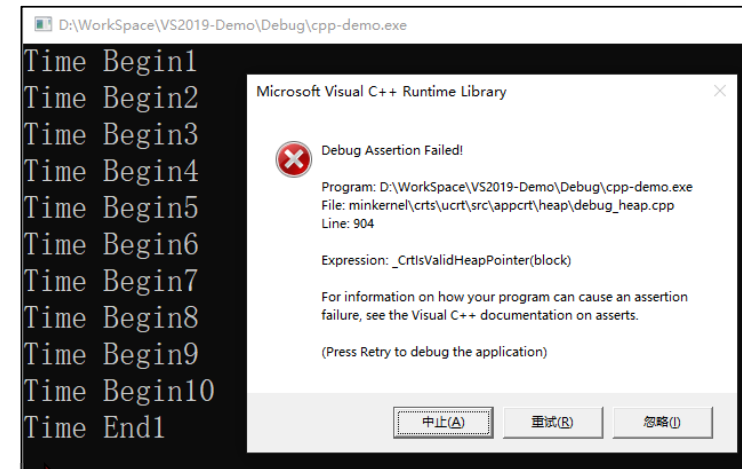 D:\WorkSpace\VS2019-Demo\Debug\cpp-demo.exe
Time Begin1
Time Begin2
Time Begin3
Time Begin4
Time Begin5
Time Begin6
Time Begin7
Time Begin8
Time Begin9
Time Begin10
Time End1
Microsoft Visual C++ Runtime Library
Debug Assertion Failed!
Program: D:\WorkSpace\VS2019-Demo\Debug\cpp-demo.exe
File: minkernel\crts\ucrt\src\appcrt\heap\debug_heap.cpp
Line: 904
Expression: _CrtIsValidHeapPointer(block)
For information on how your program can cause an assertion
failure, see the Visual C++ documentation on asserts.
(Press Retry to debug the application)
中止(A) 重试(R) 忽略(I)